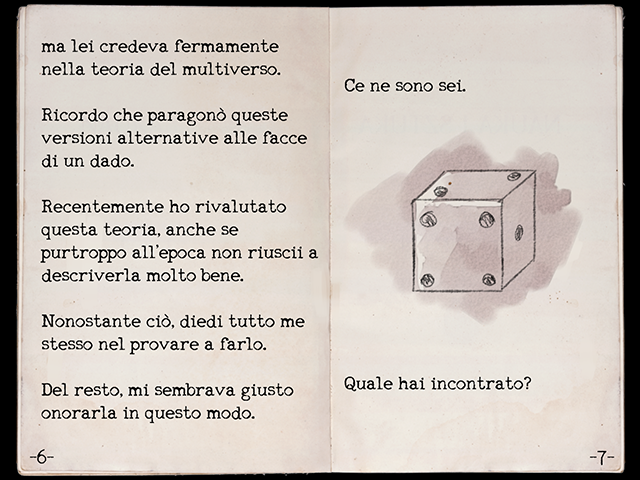 ma lei credeva fermamente
nella teoria del multiverso.
Ricordo che paragonò queste
versioni alternative alle facce
di un dado.
Recentemente ho rivalutato
questa teoria, anche se
purtroppo all'epoca non riuscii a
descriverla molto bene.
Nonostante ciò, diedi tutto me
stesso nel provare a farlo.
Del resto, mi sembrava giusto
onorarla in questo modo.
-6-
Ce ne sono sei.
Quale hai incontrato?
-7-